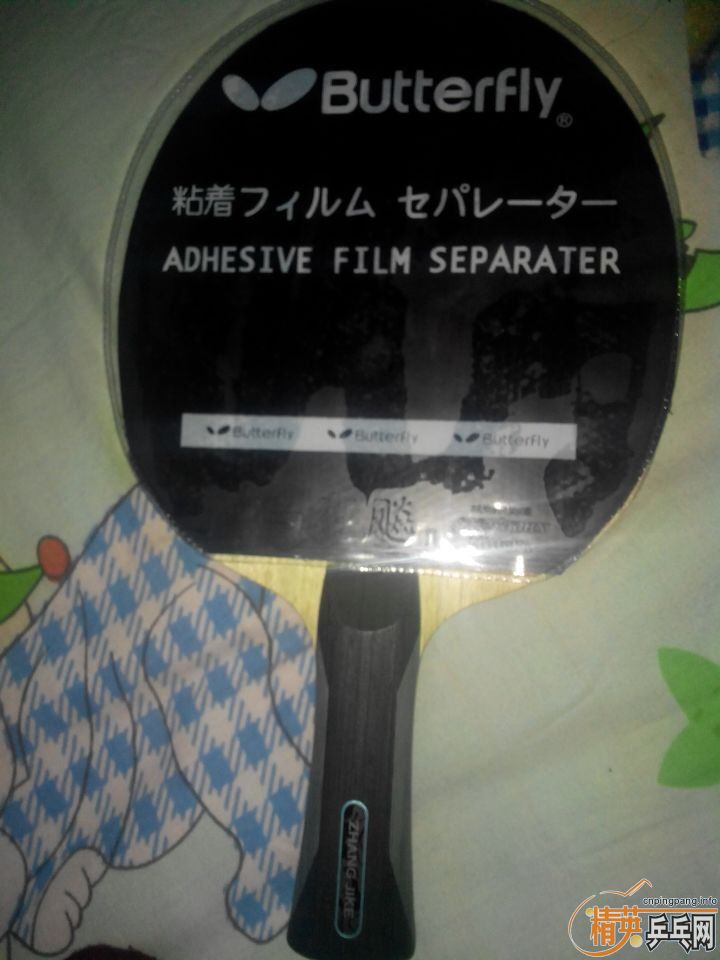 Butterfly®
粘着フィルム セパレーター
ADHESIVE FILM SEPARATER
Butterfly Butterfly Butterfly
ZHANG JIKE
cnpingpang.info
精英乒乓网